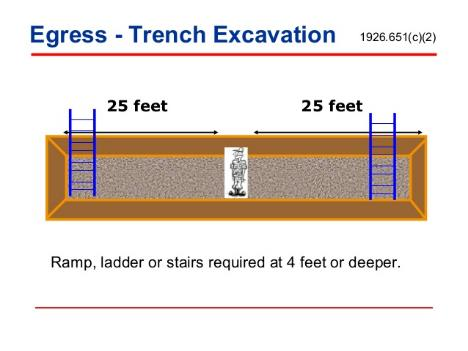 Egress - Trench Excavation 1926.651(c)(2)
25 feet 25 feet
Ramp, ladder or stairs required at 4 feet or deeper.